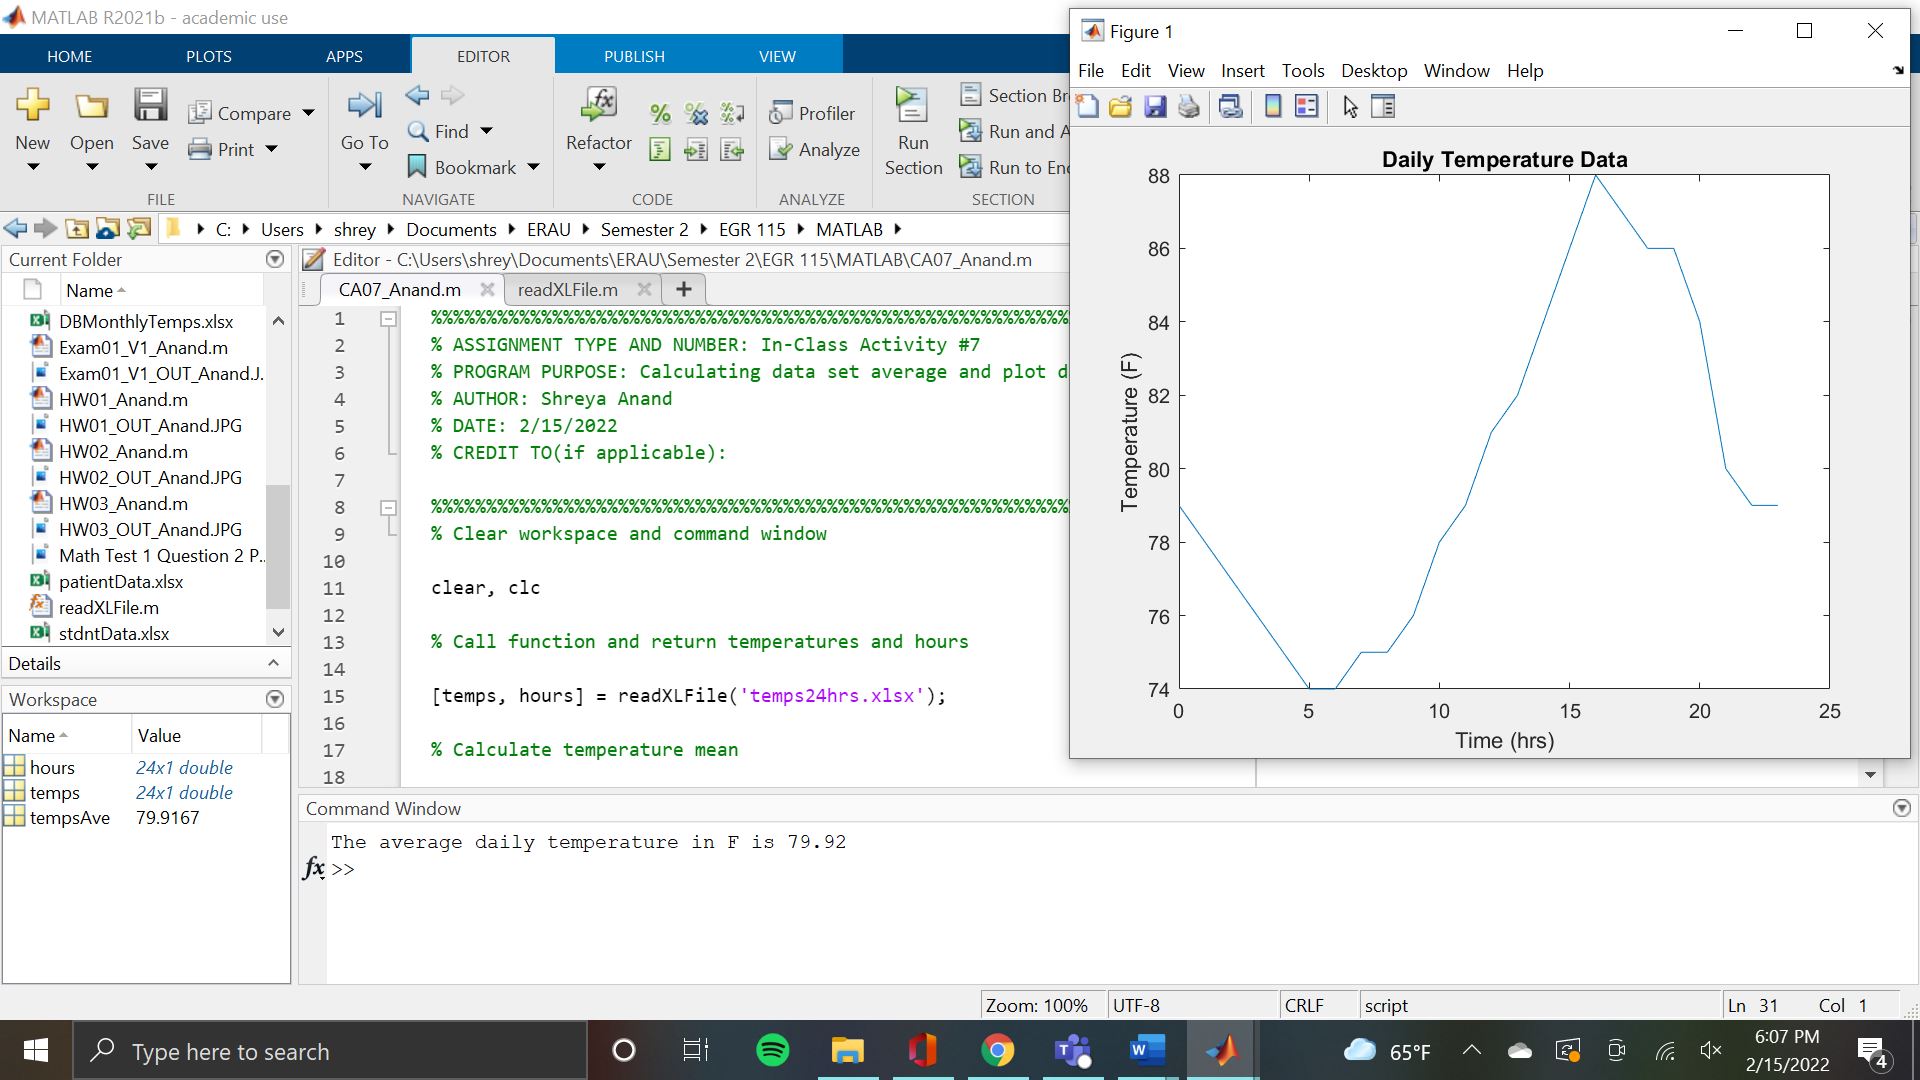 MATLAB R2021b - academic use
HOME PLOTS APPS EDITOR PUBLISH VIEW
New Open Save Compare Print
FILE
Go To Find Bookmark
NAVIGATE
Refactor
CODE
Profiler
Analyze
ANALYZE
Run Section
Section Br
Run and A
Run to En
SECTION
C: Users shrey Documents ERAU Semester 2 EGR 115 MATLAB
Current Folder
Name
DBMonthlyTemps.xlsx
Exam01_V1_Anand.m
Exam01_V1_OUT_Anand.J.
HW01_Anand.m
HW01_OUT_Anand.JPG
HW02_Anand.m
HW02_OUT_Anand.JPG
HW03_Anand.m
HW03_OUT_Anand.JPG
Math Test 1 Question 2 P..
patientData.xlsx
readXLFile.m
stdntData.xlsx
Details
Workspace
Name Value
hours 24x1 double
temps 24x1 double
tempsAve 79.9167
Editor - C:\Users\shrey\Documents\ERAU\Semester 2\EGR 115\MATLAB\CA07_Anand.m
CA07_Anand.m readXLFile.m
1 %%%%%%%%%%%%%%%%%%%%%%%%%%%%%%%%%%%%%%%%%%%%%%%%%%%%%%%%%%
2 % ASSIGNMENT TYPE AND NUMBER: In-Class Activity #7
3 % PROGRAM PURPOSE: Calculating data set average and plot d
4 % AUTHOR: Shreya Anand
5 % DATE: 2/15/2022
6 % CREDIT TO(if applicable):
7
8 %%%%%%%%%%%%%%%%%%%%%%%%%%%%%%%%%%%%%%%%%%%%%%%%%%%%%%%%%%
9 % Clear workspace and command window
10
11 clear, clc
12
13 % Call function and return temperatures and hours
14
15 [temps, hours] = readXLFile('temps24hrs.xlsx');
16
17 % Calculate temperature mean
18
Command Window
The average daily temperature in F is 79.92
fx >>
Figure 1
File Edit View Insert Tools Desktop Window Help
Daily Temperature Data
Temperature (F)
88
86
84
82
80
78
76
74
0 5 10 15 20 25
Time (hrs)
Zoom: 100% UTF-8 CRLF script Ln 31 Col 1
Type here to search
65°F
6:07 PM
2/15/2022
4